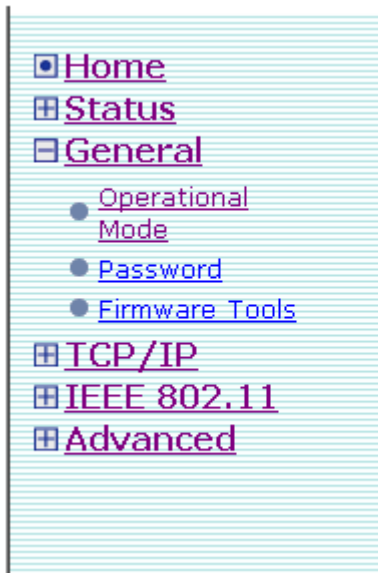 Home
Status
General
Operational
Mode
Password
Firmware Tools
TCP/IP
IEEE 802.11
Advanced